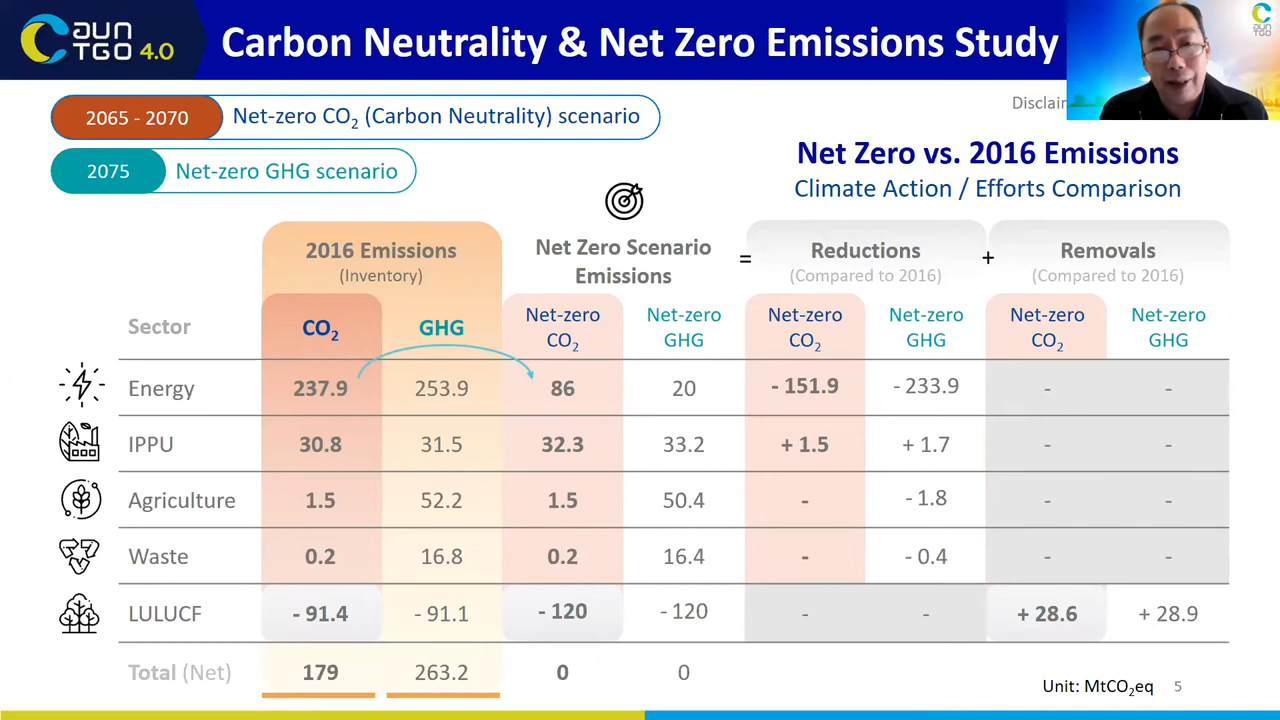 ฮบก
TGO 4.0
Carbon Neutrality & Net Zero Emissions Study
2065 - 2070
Net-zero CO₂ (Carbon Neutrality) scenario
Disclai
2075
Net-zero GHG scenario
Net Zero vs. 2016 Emissions
Climate Action / Efforts Comparison
2016 Emissions
(Inventory)
Net Zero Scenario
Emissions
=
Reductions
(Compared to 2016)
+
Removals
(Compared to 2016)
Sector
CO₂
GHG
Net-zero
CO₂
Net-zero
GHG
Net-zero
CO₂
Net-zero
GHG
Net-zero
CO₂
Net-zero
GHG
Energy 237.9 253.9 86 20 - 151.9 - 233.9 - -
IPPU 30.8 31.5 32.3 33.2 + 1.5 + 1.7 - -
Agriculture 1.5 52.2 1.5 50.4 - - 1.8 - -
Waste 0.2 16.8 0.2 16.4 - - 0.4 - -
LULUCF - 91.4 - 91.1 - 120 - 120 - - + 28.6 + 28.9
Total (Net) 179 263.2 0 0
Unit: MtCO₂eq 5